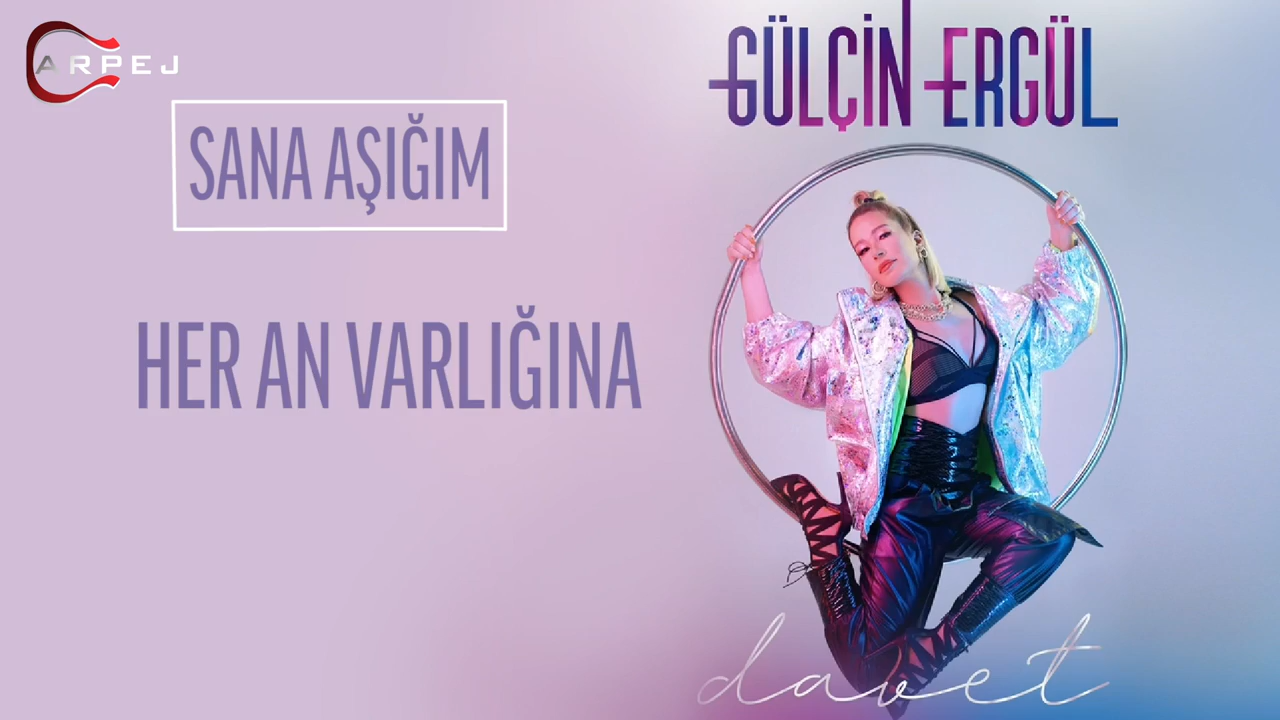 ARPEJ
SANA AŞIĞIM
HER AN VARLIĞINA
GÜLÇİN ERGÜL
davet